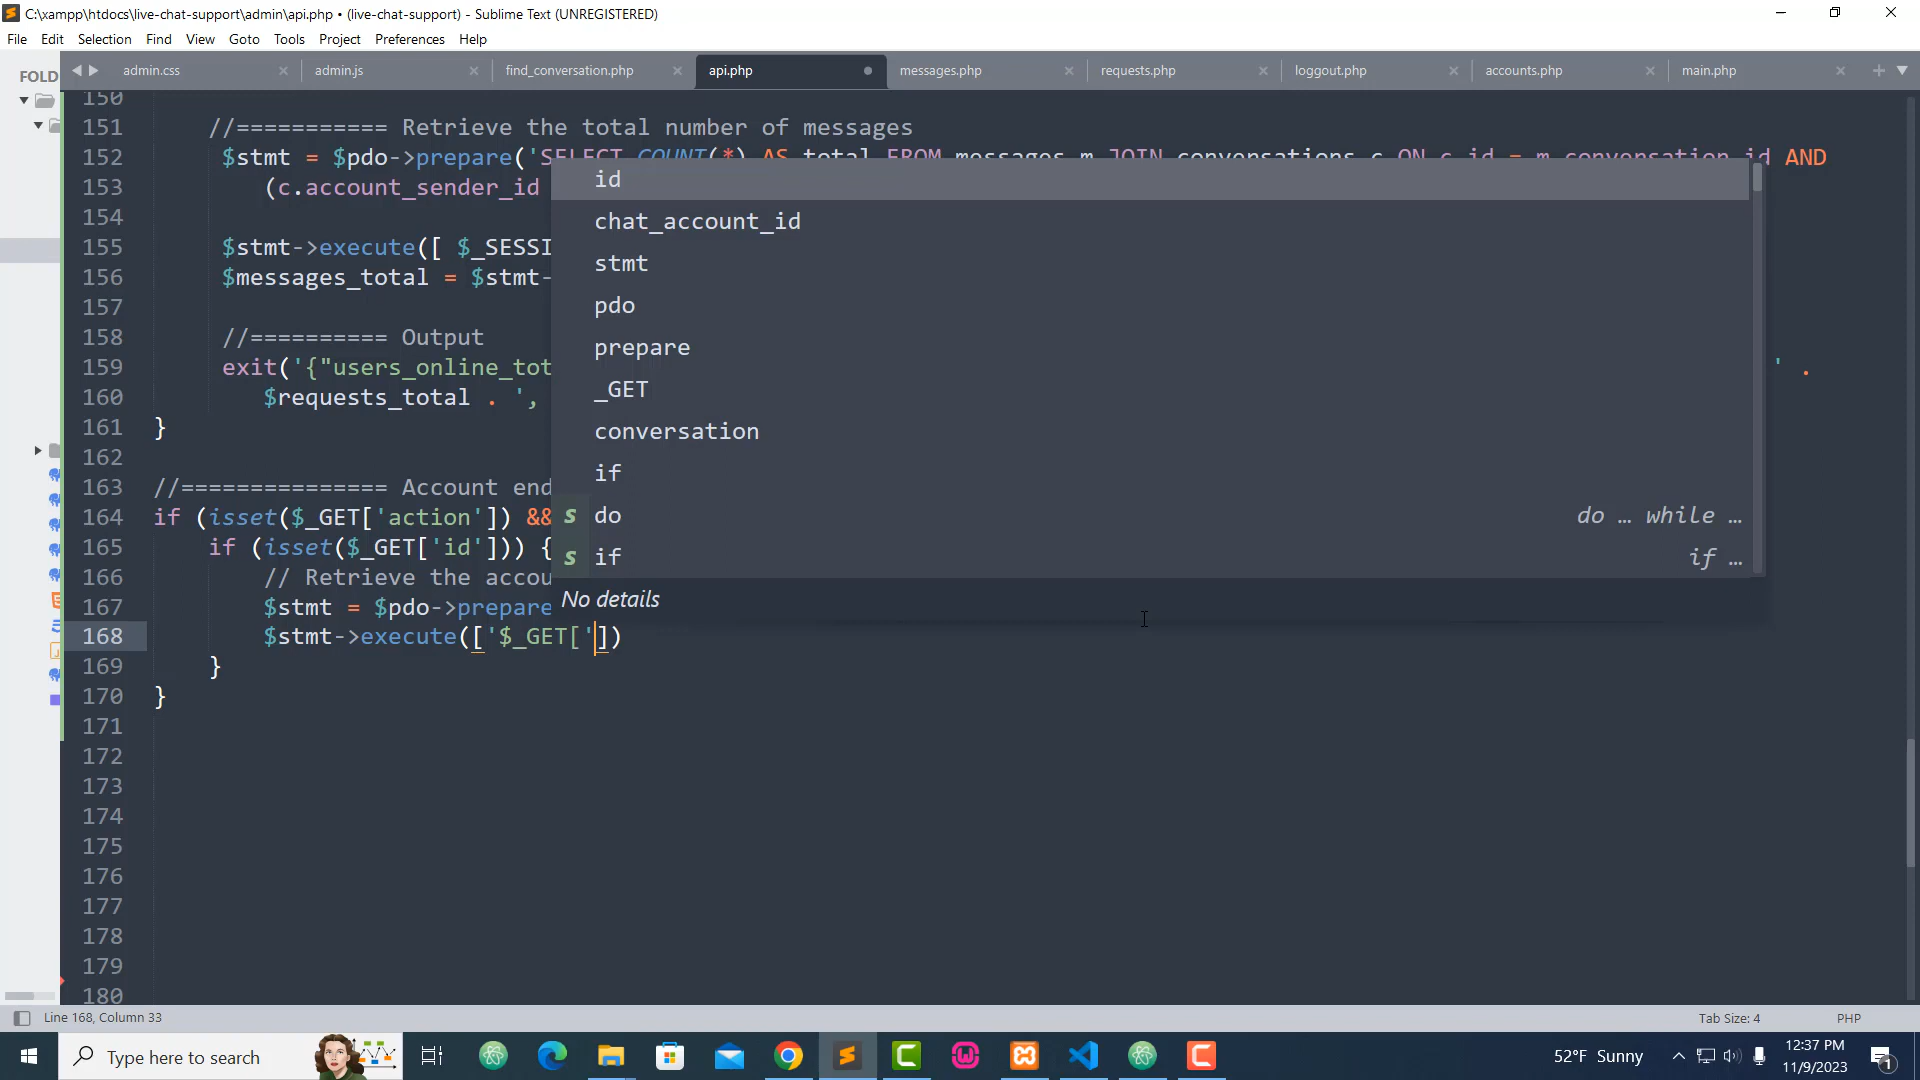 C:\xampp\htdocs\live-chat-support\admin\api.php • (live-chat-support) - Sublime Text (UNREGISTERED)
File Edit Selection Find View Goto Tools Project Preferences Help
FOLD
admin.css admin.js find_conversation.php api.php messages.php requests.php loggout.php accounts.php main.php
150
151 //=========== Retrieve the total number of messages
152 $stmt = $pdo->prepare('SELECT COUNT(*) AS total FROM messages m JOIN conversations c ON c.id = m.conversation_id AND
153 (c.account_sender_id
154
155 $stmt->execute([ $_SESSI
156 $messages_total = $stmt-
157
158 //========== Output
159 exit('{"users_online_tot ' .
160 $requests_total . ',
161 }
162
163 //=============== Account end
164 if (isset($_GET['action']) &&
165 if (isset($_GET['id'])) {
166 // Retrieve the accou
167 $stmt = $pdo->prepare
168 $stmt->execute(['$_GET['])
169 }
170 }
171
172
173
174
175
176
177
178
179
180
id
chat_account_id
stmt
pdo
prepare
_GET
conversation
if
s do do … while …
s if if …
No details
Line 168, Column 33 Tab Size: 4 PHP
Type here to search
52°F Sunny
12:37 PM
11/9/2023
1